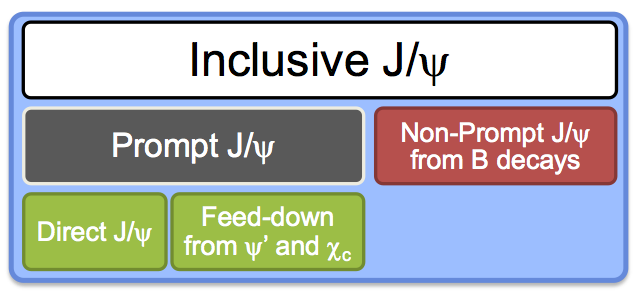 Inclusive J/ψ
Prompt J/ψ
Non-Prompt J/ψ
from B decays
Direct J/ψ
Feed-down
from ψ’ and χc